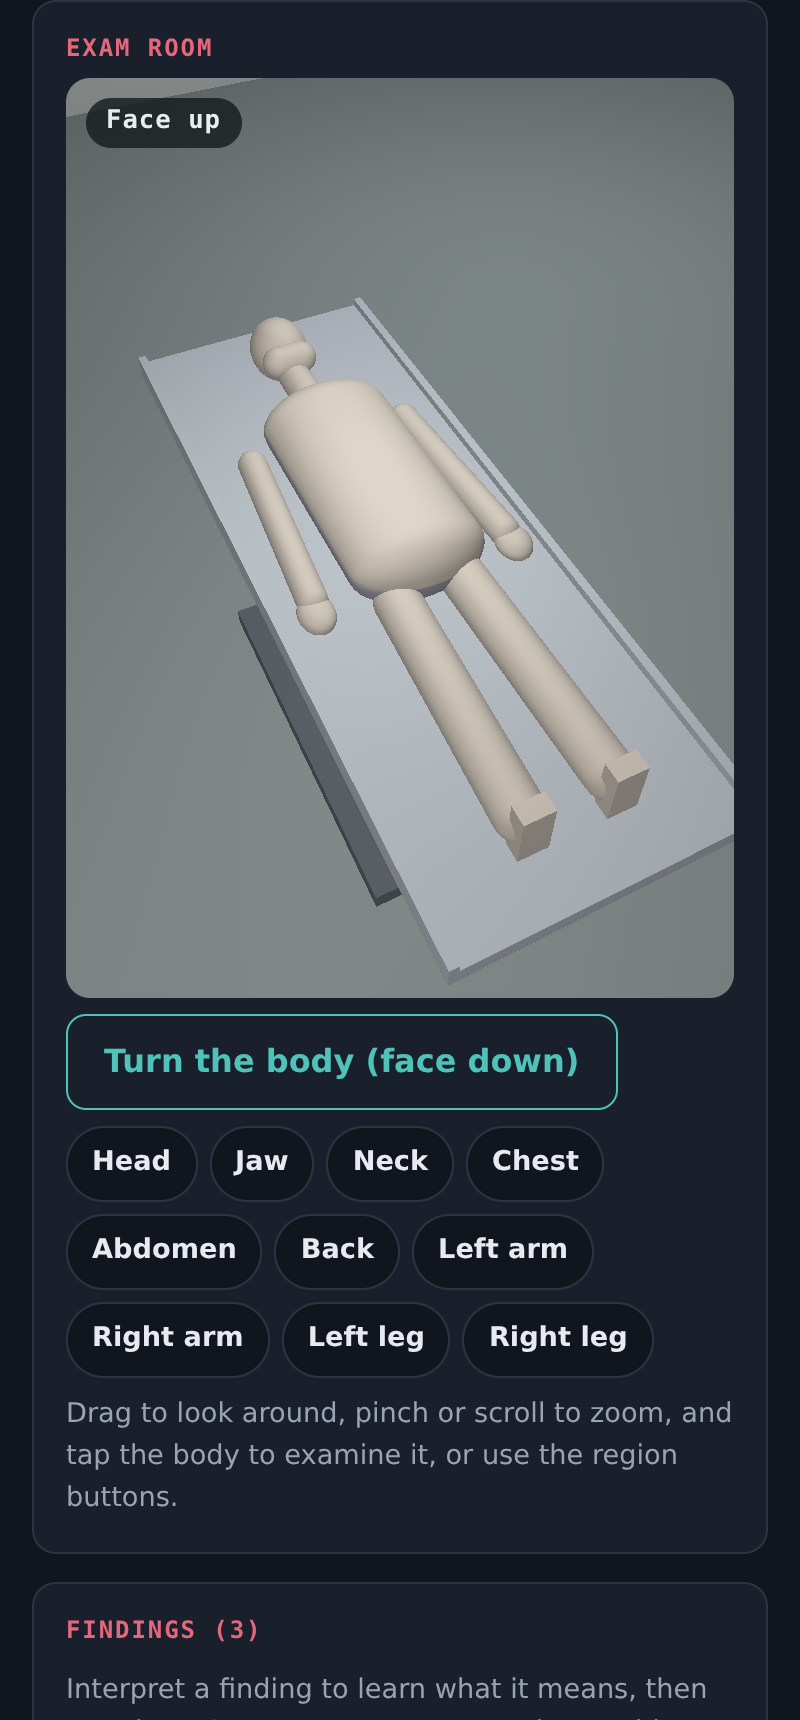 EXAM ROOM
Face up
Turn the body (face down)
Head
Jaw
Neck
Chest
Abdomen
Back
Left arm
Right arm
Left leg
Right leg
Drag to look around, pinch or scroll to zoom, and
tap the body to examine it, or use the region
buttons.
FINDINGS (3)
Interpret a finding to learn what it means, then